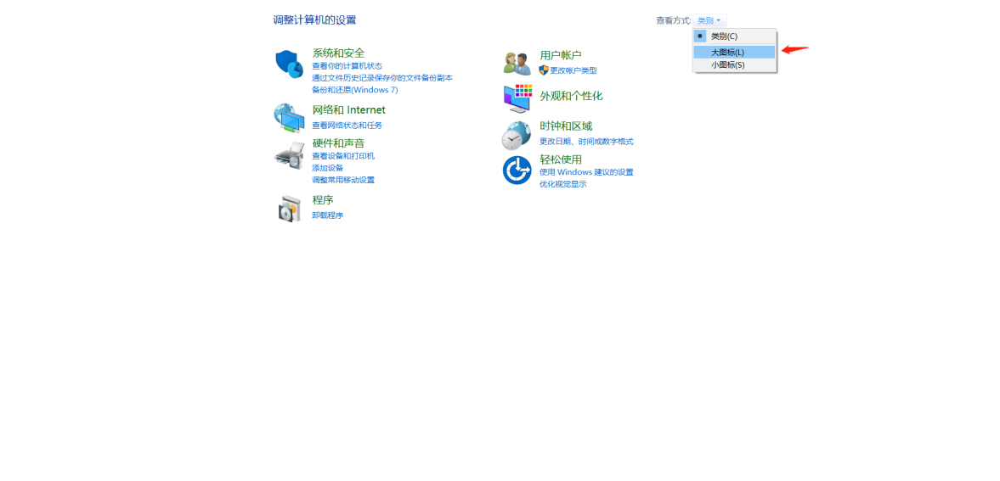 调整计算机的设置
查看方式: 类别
类别(C)
大图标(L)
小图标(S)
系统和安全
查看你的计算机状态
通过文件历史记录保存你的文件备份副本
备份和还原(Windows 7)
网络和 Internet
查看网络状态和任务
硬件和声音
查看设备和打印机
添加设备
调整常用移动设置
程序
卸载程序
用户帐户
更改帐户类型
外观和个性化
时钟和区域
更改日期、时间或数字格式
轻松使用
使用 Windows 建议的设置
优化视觉显示